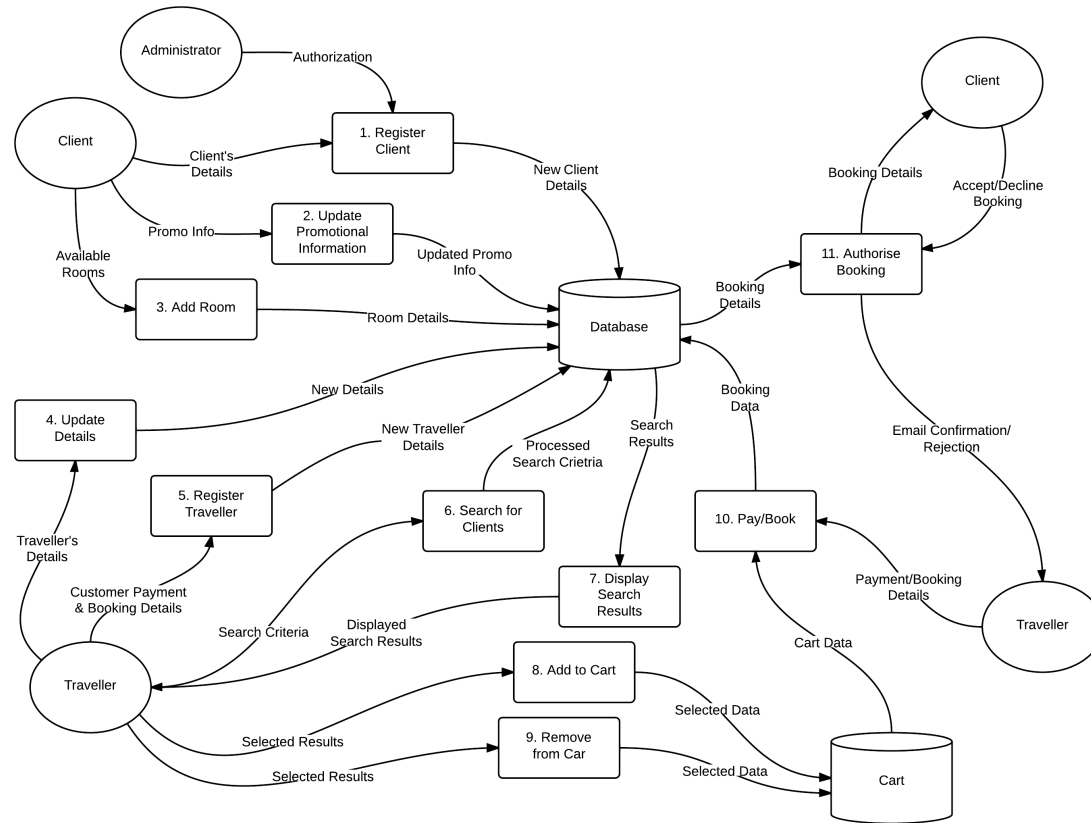 Administrator
Authorization
Client
Client
1. Register
Client
Client's
Details
New Client
Details
Booking Details
Accept/Decline
Booking
2. Update
Promotional
Information
Promo Info
Updated Promo
Info
11. Authorise
Booking
Available
Rooms
3. Add Room
Room Details
Database
Booking
Details
New Details
Booking
Data
4. Update
Details
New Traveller
Details
Processed
Search Crietria
Search
Results
Email Confirmation/
Rejection
5. Register
Traveller
6. Search for
Clients
10. Pay/Book
Traveller's
Details
Customer Payment
& Booking Details
7. Display
Search
Results
Payment/Booking
Details
Search Criteria
Displayed
Search Results
Traveller
Cart Data
Traveller
8. Add to Cart
Selected Data
Selected Results
9. Remove
from Car
Selected Results
Selected Data
Cart